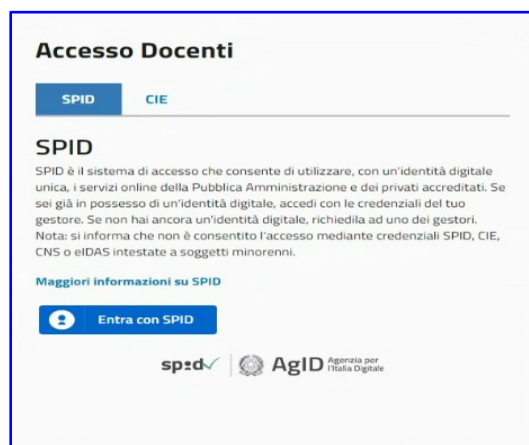 Accesso Docenti
SPID CIE
SPID
SPID è il sistema di accesso che consente di utilizzare, con un'identità digitale
unica, i servizi online della Pubblica Amministrazione e dei privati accreditati. Se
sei già in possesso di un'identità digitale, accedi con le credenziali del tuo
gestore. Se non hai ancora un'identità digitale, richiedila ad uno dei gestori.
Nota: si informa che non è consentito l'accesso mediante credenziali SPID, CIE,
CNS o eIDAS intestate a soggetti minorenni.
Maggiori informazioni su SPID
Entra con SPID
spid AgID Agenzia per
l'Italia Digitale